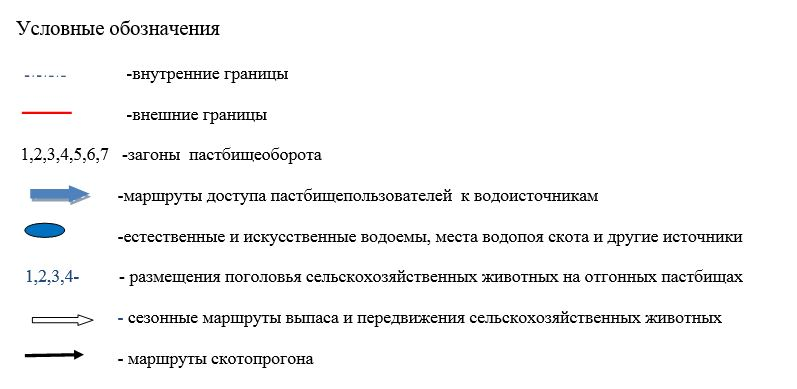 Условные обозначения
-внутренние границы
-внешние границы
1,2,3,4,5,6,7 -загоны пастбищеоборота
-маршруты доступа пастбищепользователей к водоисточникам
-естественные и искусственные водоемы, места водопоя скота и другие источники
1,2,3,4- - размещения поголовья сельскохозяйственных животных на отгонных пастбищах
- сезонные маршруты выпаса и передвижения сельскохозяйственных животных
- маршруты скотопрогона